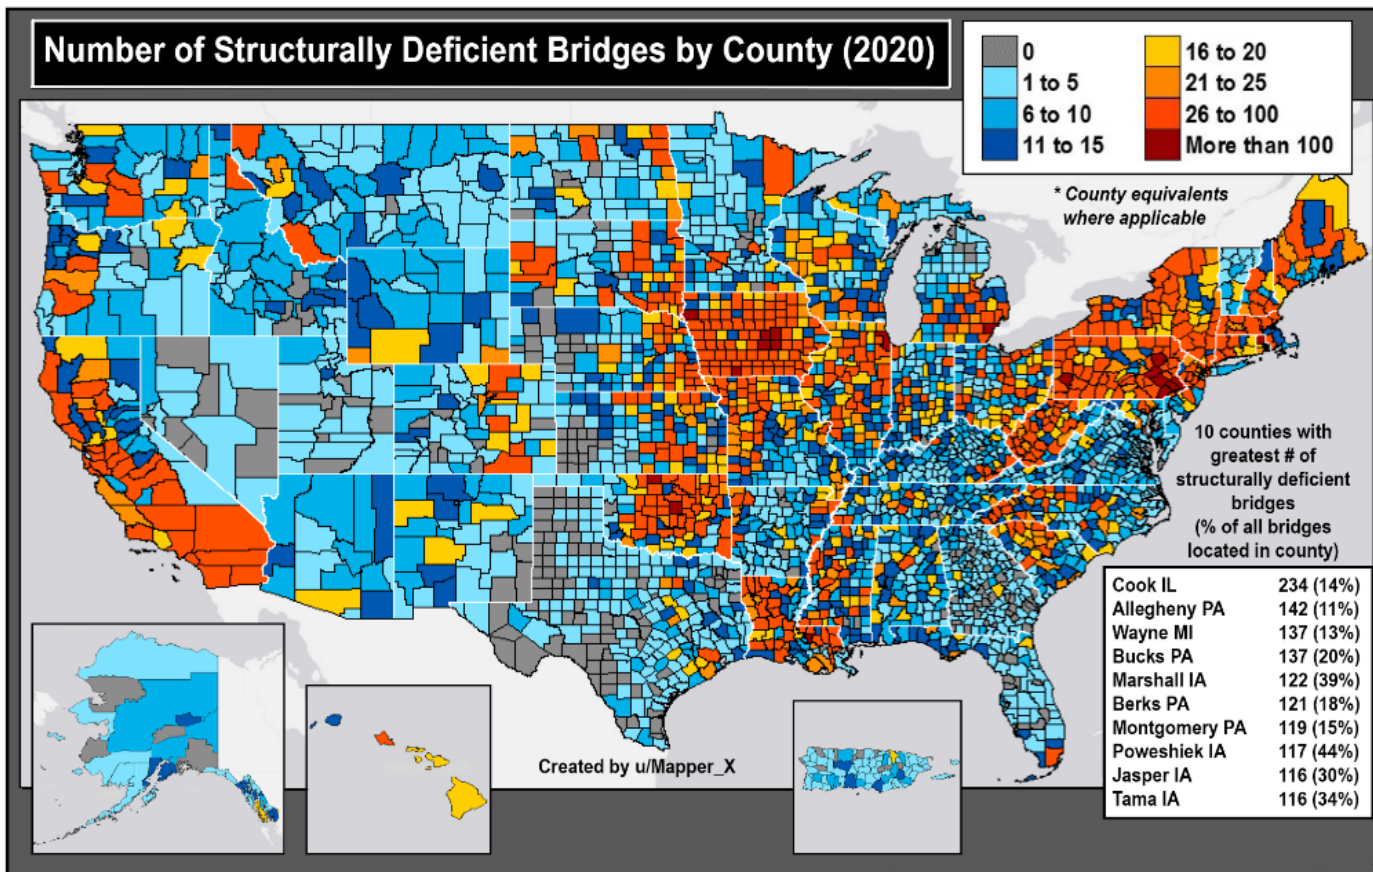 Number of Structurally Deficient Bridges by County (2020)
0
1 to 5
6 to 10
11 to 15
16 to 20
21 to 25
26 to 100
More than 100
* County equivalents
where applicable
10 counties with
greatest # of
structurally deficient
bridges
(% of all bridges
located in county)
Cook IL 234 (14%)
Allegheny PA 142 (11%)
Wayne MI 137 (13%)
Bucks PA 137 (20%)
Marshall IA 122 (39%)
Berks PA 121 (18%)
Montgomery PA 119 (15%)
Poweshiek IA 117 (44%)
Jasper IA 116 (30%)
Tama IA 116 (34%)
Created by u/Mapper_X